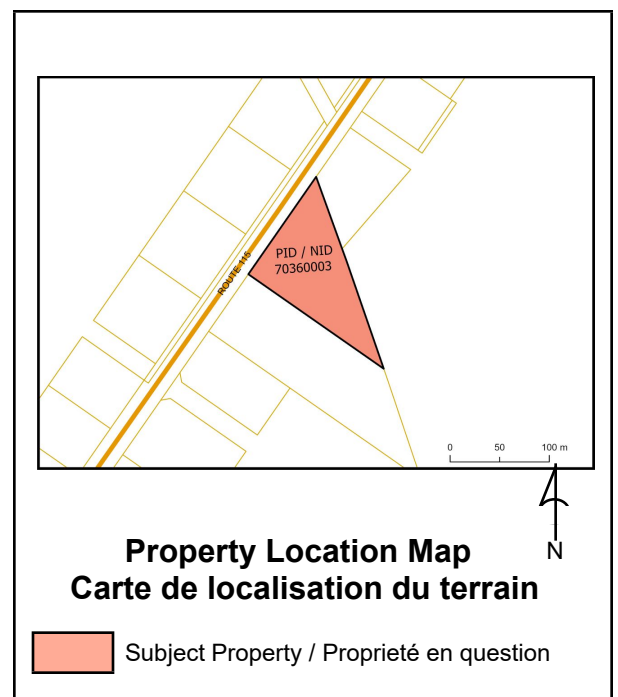 ROUTE 115
PID / NID
70360003
0 50 100 m
N
Property Location Map
Carte de localisation du terrain
Subject Property / Proprieté en question